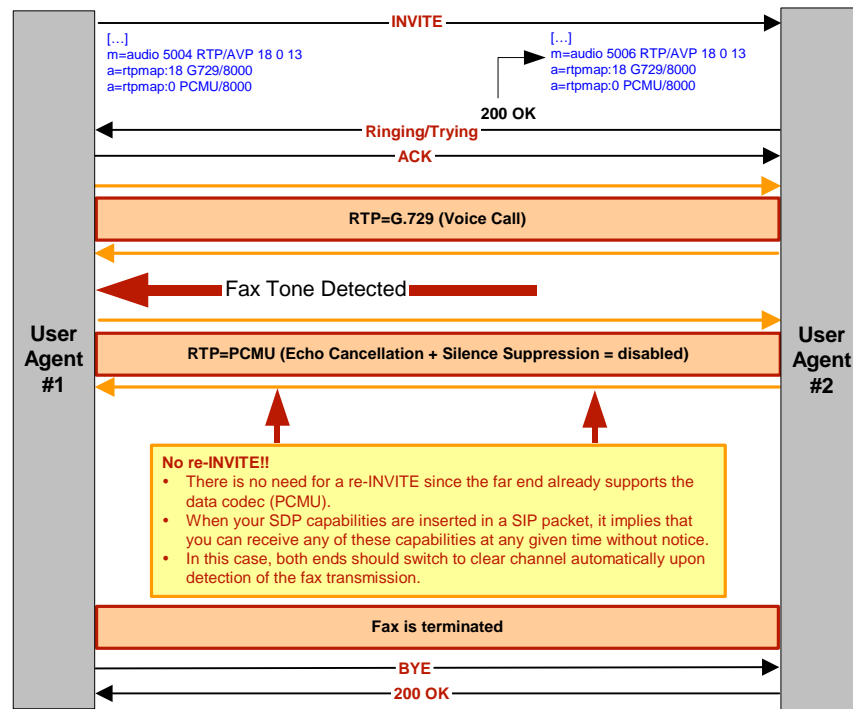 INVITE
[…]
m=audio 5004 RTP/AVP 18 0 13
a=rtpmap:18 G729/8000
a=rtpmap:0 PCMU/8000
[…]
m=audio 5006 RTP/AVP 18 0 13
a=rtpmap:18 G729/8000
a=rtpmap:0 PCMU/8000
200 OK
Ringing/Trying
ACK
RTP=G.729 (Voice Call)
Fax Tone Detected
User
Agent
#1
RTP=PCMU (Echo Cancellation + Silence Suppression = disabled)
User
Agent
#2
No re-INVITE!!
• There is no need for a re-INVITE since the far end already supports the
data codec (PCMU).
• When your SDP capabilities are inserted in a SIP packet, it implies that
you can receive any of these capabilities at any given time without notice.
• In this case, both ends should switch to clear channel automatically upon
detection of the fax transmission.
Fax is terminated
BYE
200 OK